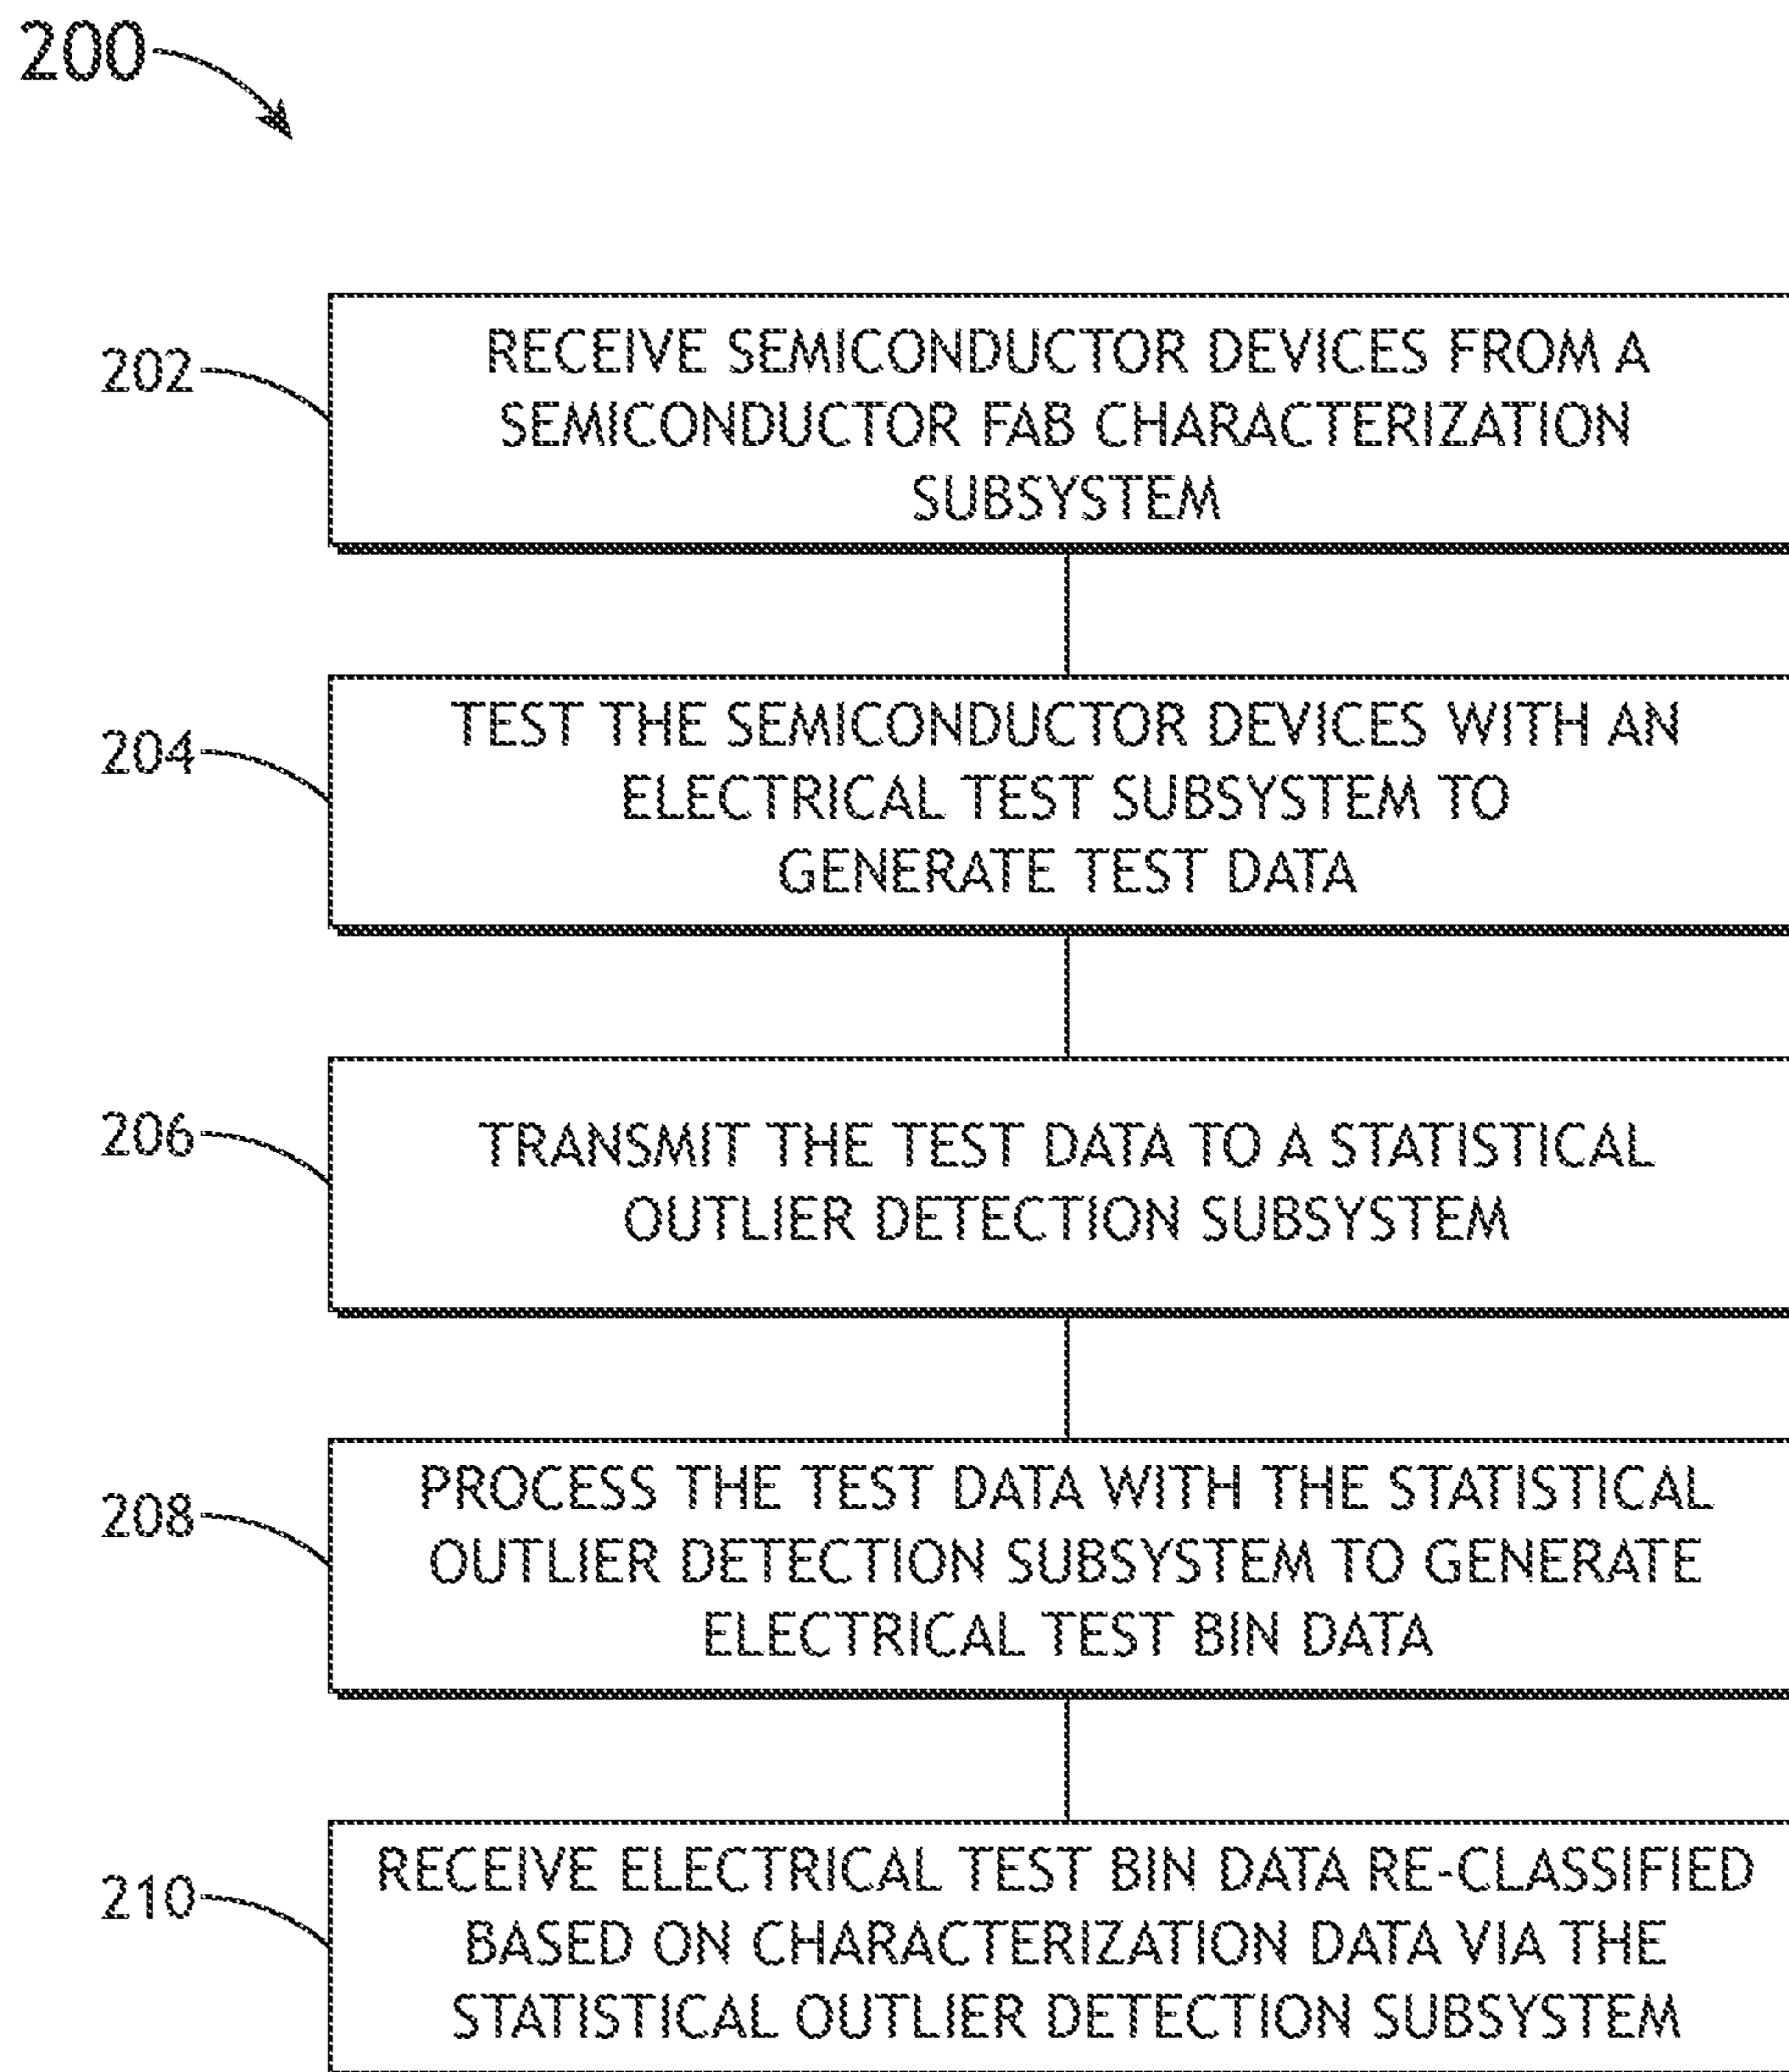 200
202
RECEIVE SEMICONDUCTOR DEVICES FROM A
SEMICONDUCTOR FAB CHARACTERIZATION
SUBSYSTEM
204
TEST THE SEMICONDUCTOR DEVICES WITH AN
ELECTRICAL TEST SUBSYSTEM TO
GENERATE TEST DATA
206
TRANSMIT THE TEST DATA TO A STATISTICAL
OUTLIER DETECTION SUBSYSTEM
208
PROCESS THE TEST DATA WITH THE STATISTICAL
OUTLIER DETECTION SUBSYSTEM TO GENERATE
ELECTRICAL TEST BIN DATA
210
RECEIVE ELECTRICAL TEST BIN DATA RE-CLASSIFIED
BASED ON CHARACTERIZATION DATA VIA THE
STATISTICAL OUTLIER DETECTION SUBSYSTEM